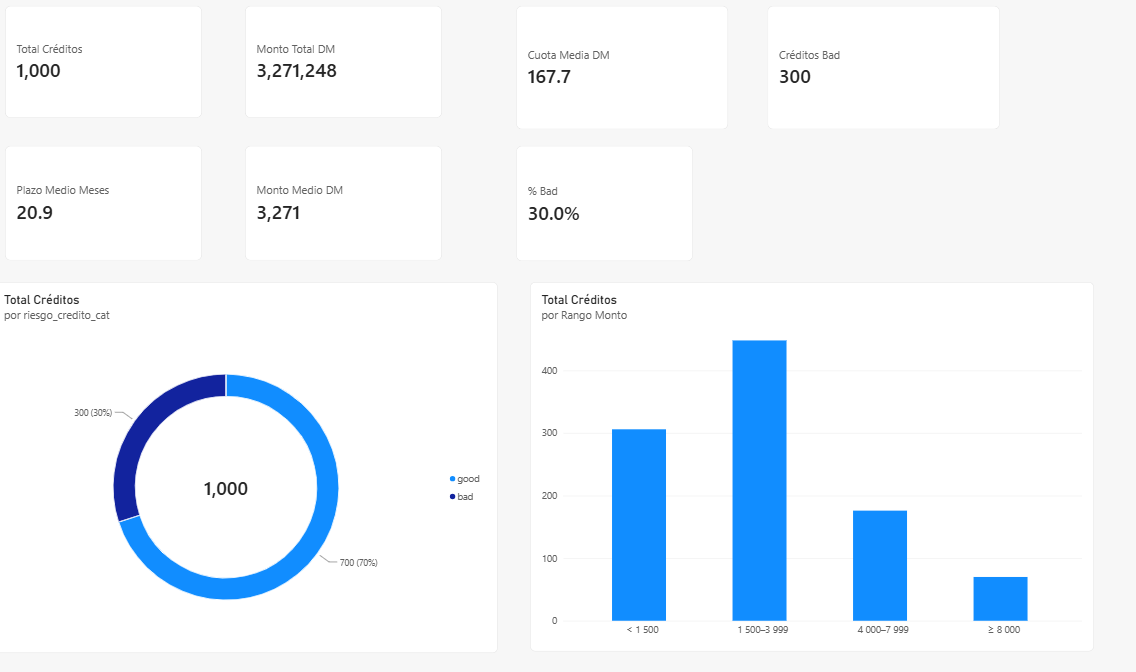 Total Créditos
1,000
Monto Total DM
3,271,248
Cuota Media DM
167.7
Créditos Bad
300
Plazo Medio Meses
20.9
Monto Medio DM
3,271
% Bad
30.0%
Total Créditos
por riesgo_credito_cat
300 (30%)
1,000
700 (70%)
good
bad
Total Créditos
por Rango Monto
400
300
200
100
0
< 1 500
1 500–3 999
4 000–7 999
≥ 8 000